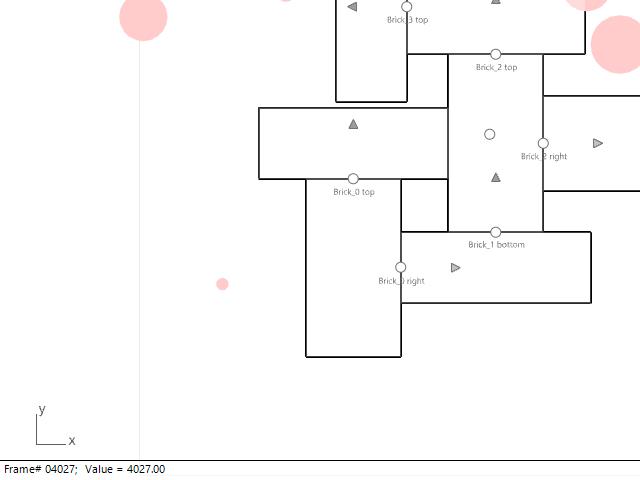 Brick_3 top
Brick_2 top
Brick_2 right
Brick_0 top
Brick_1 bottom
Brick_0 right
y
x
Frame# 04027; Value = 4027.00